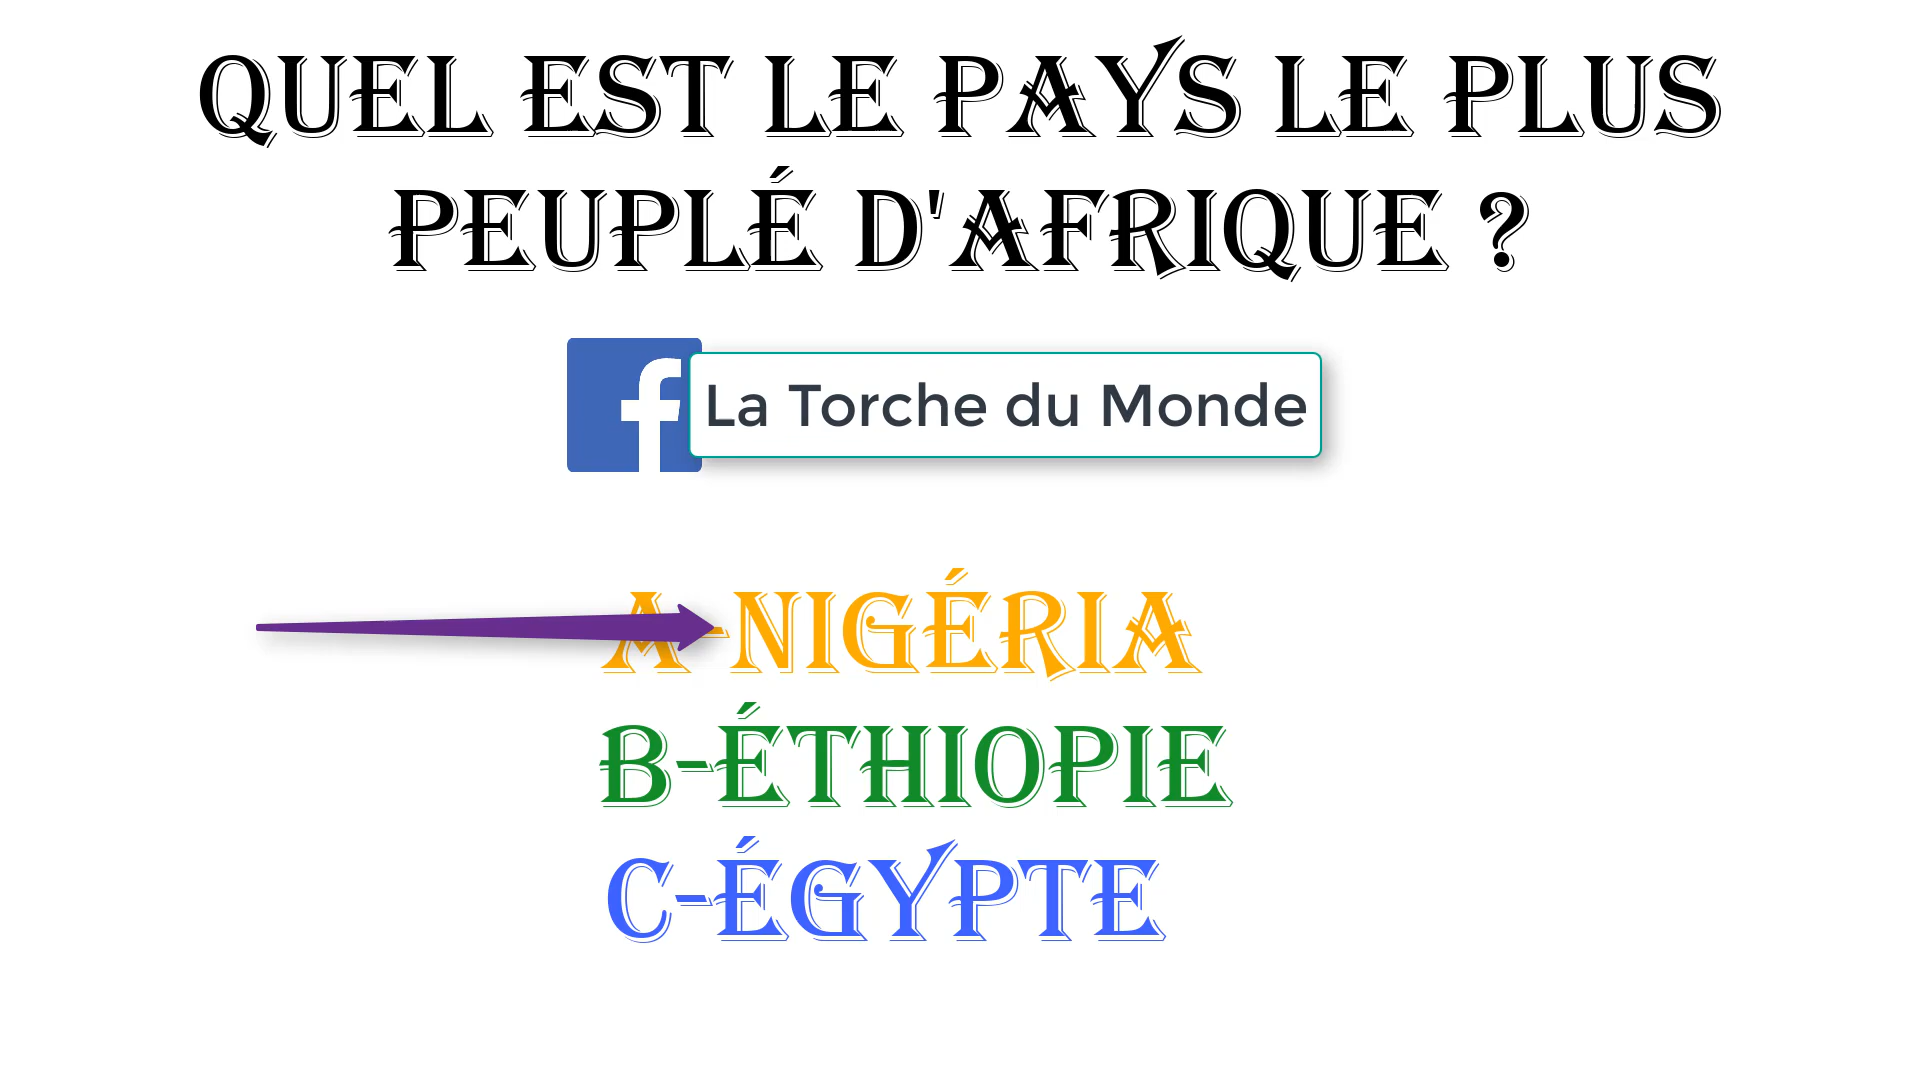 QUEL EST LE PAYS LE PLUS
PEUPLÉ D'AFRIQUE ?
La Torche du Monde
A-NIGÉRIA
B-ÉTHIOPIE
C-ÉGYPTE